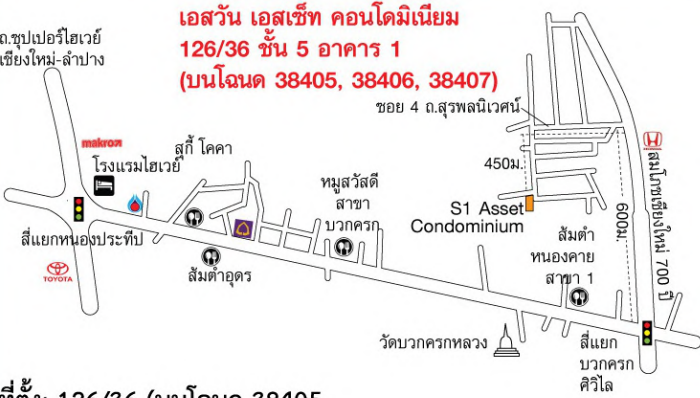 เอสวัน เอสเซ็ท คอนโดมิเนียม
126/36 ชั้น 5 อาคาร 1
(บนโฉนด 38405, 38406, 38407)
ถ.ซุปเปอร์ไฮเวย์
เชียงใหม่-ลำปาง
ซอย 4 ถ.สุรพลนิเวศน์
makro
โรงแรมไฮเวย์
สุกี้ โคคา
450ม.
หมูสวัสดี
สาขา
บวกครก
S1 Asset
Condominium
600ม.
สมโภชเชียงใหม่ 700 ปี
สี่แยกหนองประทีป
TOYOTA
ส้มตำอุดร
ส้มตำ
หนองคาย
สาขา 1
วัดบวกครกหลวง
สี่แยก
บวกครก
ศิวิไล